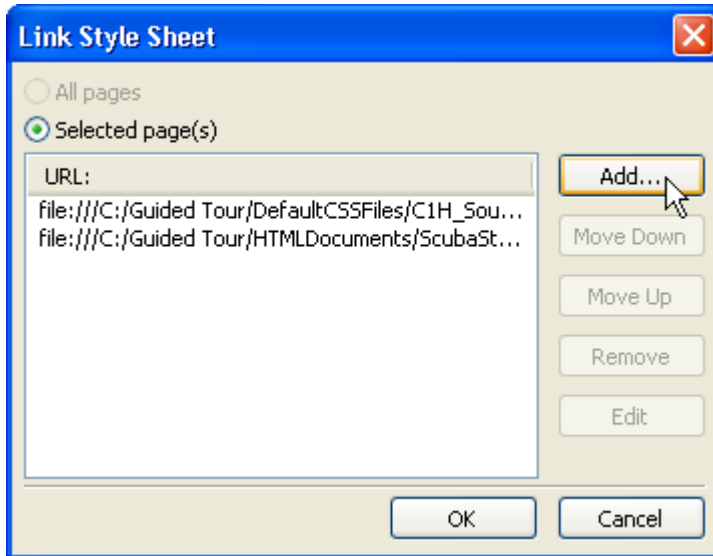 Link Style Sheet
All pages
Selected page(s)
URL:
file:///C:/Guided Tour/DefaultCSSFiles/C1H_Sou...
file:///C:/Guided Tour/HTMLDocuments/ScubaSt...
Add...
Move Down
Move Up
Remove
Edit
OK
Cancel